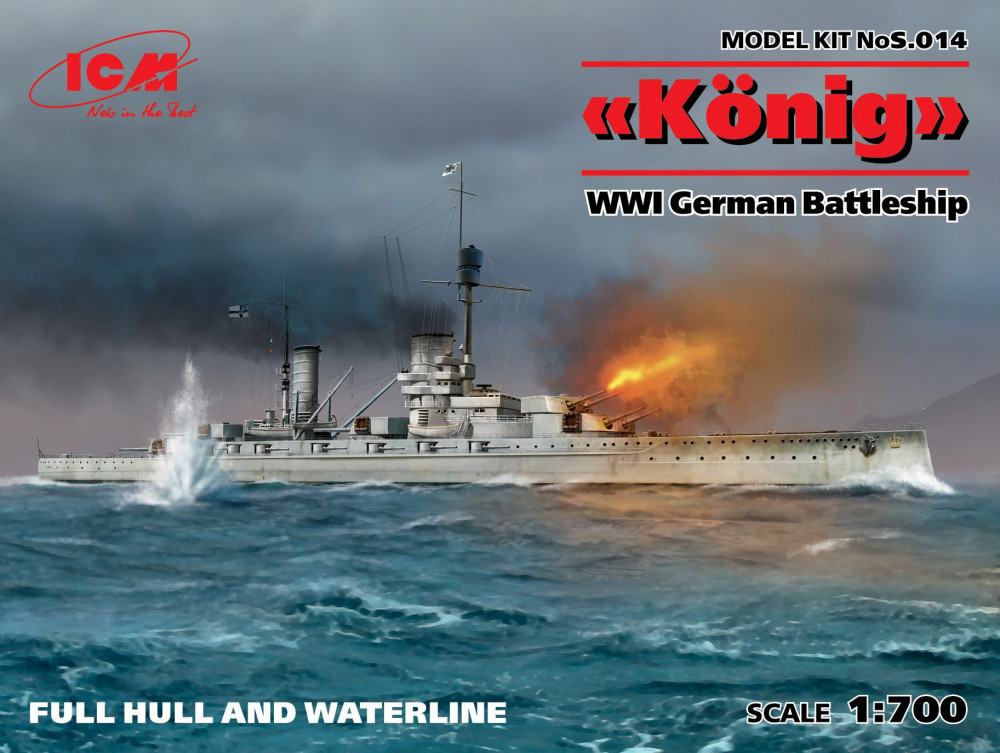 ICM
News in the Best
MODEL KIT NoS.014
«König»
WWI German Battleship
FULL HULL AND WATERLINE
SCALE 1:700